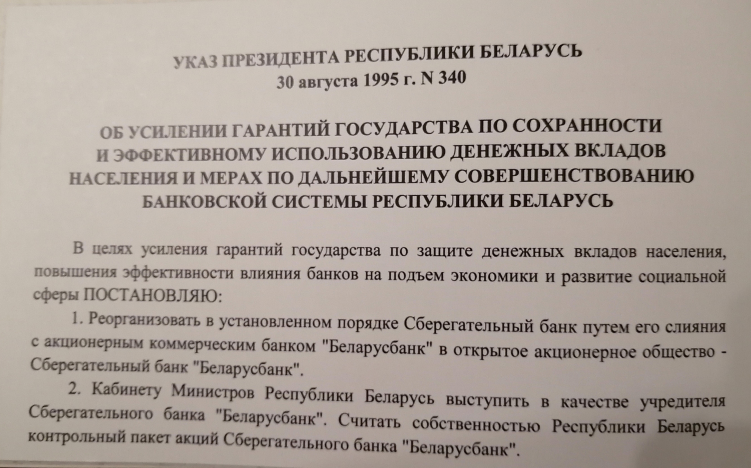 УКАЗ ПРЕЗИДЕНТА РЕСПУБЛИКИ БЕЛАРУСЬ
30 августа 1995 г. N 340
ОБ УСИЛЕНИИ ГАРАНТИЙ ГОСУДАРСТВА ПО СОХРАННОСТИ
И ЭФФЕКТИВНОМУ ИСПОЛЬЗОВАНИЮ ДЕНЕЖНЫХ ВКЛАДОВ
НАСЕЛЕНИЯ И МЕРАХ ПО ДАЛЬНЕЙШЕМУ СОВЕРШЕНСТВОВАНИЮ
БАНКОВСКОЙ СИСТЕМЫ РЕСПУБЛИКИ БЕЛАРУСЬ
В целях усиления гарантий государства по защите денежных вкладов населения,
повышения эффективности влияния банков на подъем экономики и развитие социальной
сферы ПОСТАНОВЛЯЮ:
1. Реорганизовать в установленном порядке Сберегательный банк путем его слияния
с акционерным коммерческим банком "Беларусбанк" в открытое акционерное общество -
Сберегательный банк "Беларусбанк".
2. Кабинету Министров Республики Беларусь выступить в качестве учредителя
Сберегательного банка "Беларусбанк". Считать собственностью Республики Беларусь
контрольный пакет акций Сберегательного банка "Беларусбанк".